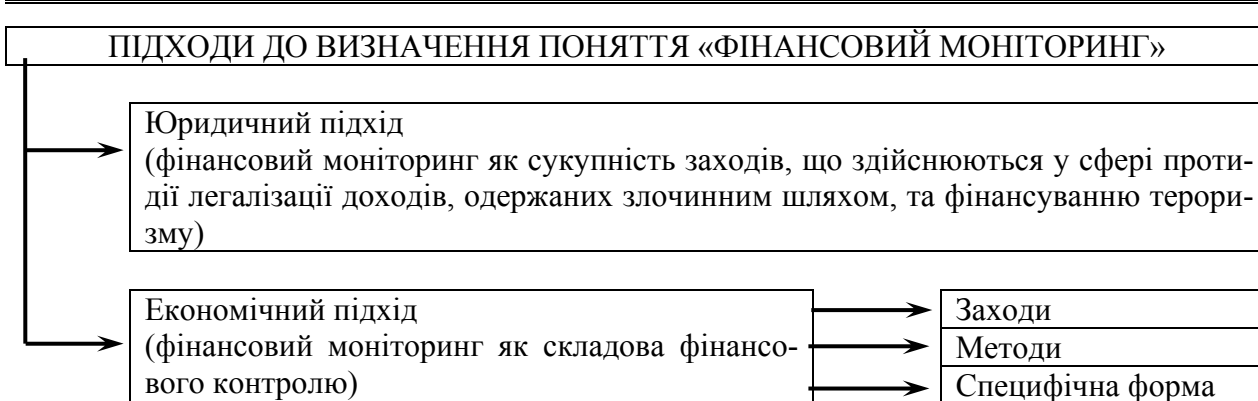 ПІДХОДИ ДО ВИЗНАЧЕННЯ ПОНЯТТЯ «ФІНАНСОВИЙ МОНІТОРИНГ»
Юридичний підхід
(фінансовий моніторинг як сукупність заходів, що здійснюються у сфері проти-
дії легалізації доходів, одержаних злочинним шляхом, та фінансуванню терори-
зму)
Економічний підхід
(фінансовий моніторинг як складова фінансо-
вого контролю)
Заходи
Методи
Специфічна форма